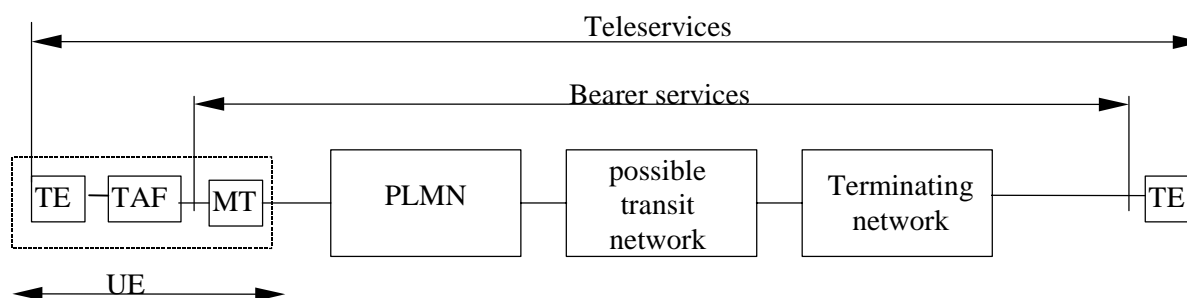 Teleservices
Bearer services
TE
TAF
MT
PLMN
possible
transit
network
Terminating
network
TE
UE